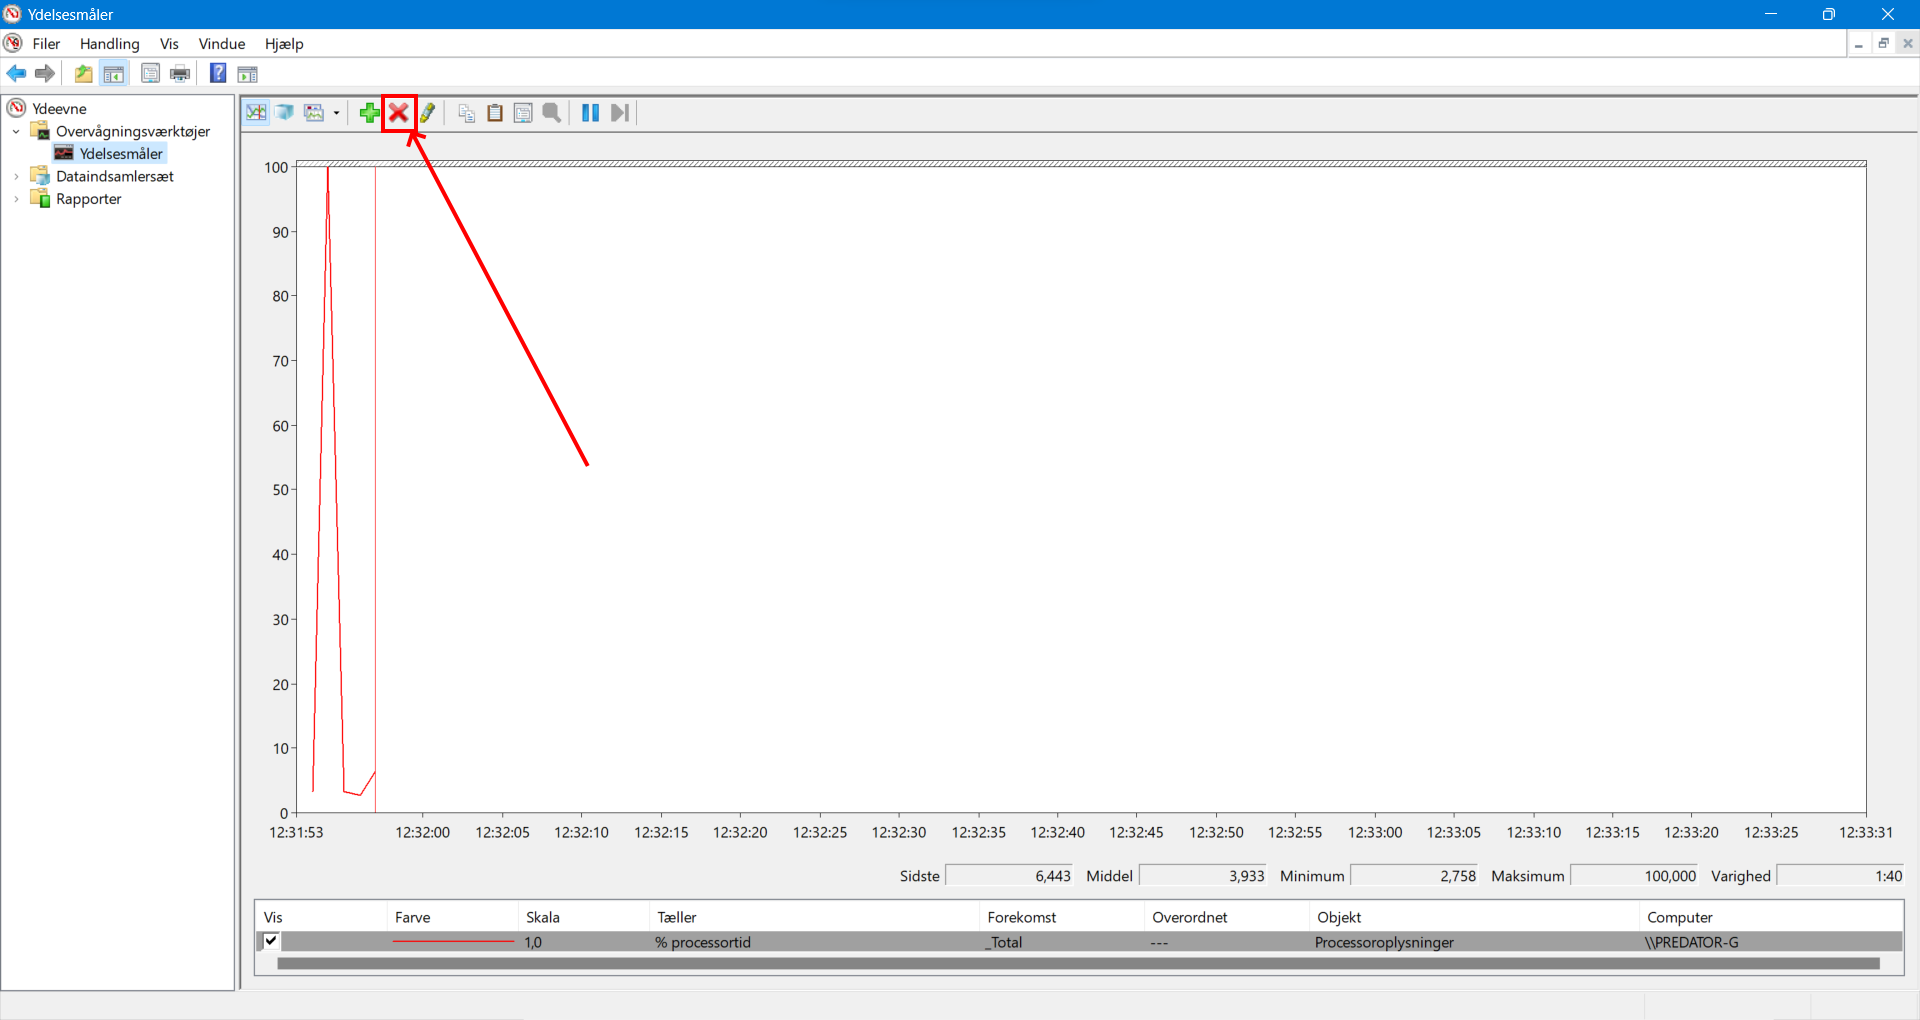 Ydelsesmåler
Filer Handling Vis Vindue Hjælp
Ydeevne
Overvågningsværktøjer
Ydelsesmåler
Dataindsamlersæt
Rapporter
100
90
80
70
60
50
40
30
20
10
0
12:31:53 12:32:00 12:32:05 12:32:10 12:32:15 12:32:20 12:32:25 12:32:30 12:32:35 12:32:40 12:32:45 12:32:50 12:32:55 12:33:00 12:33:05 12:33:10 12:33:15 12:33:20 12:33:25 12:33:31
Sidste 6,443 Middel 3,933 Minimum 2,758 Maksimum 100,000 Varighed 1:40
Vis Farve Skala Tæller Forekomst Overordnet Objekt Computer
1,0 % processortid _Total --- Processoroplysninger \\PREDATOR-G